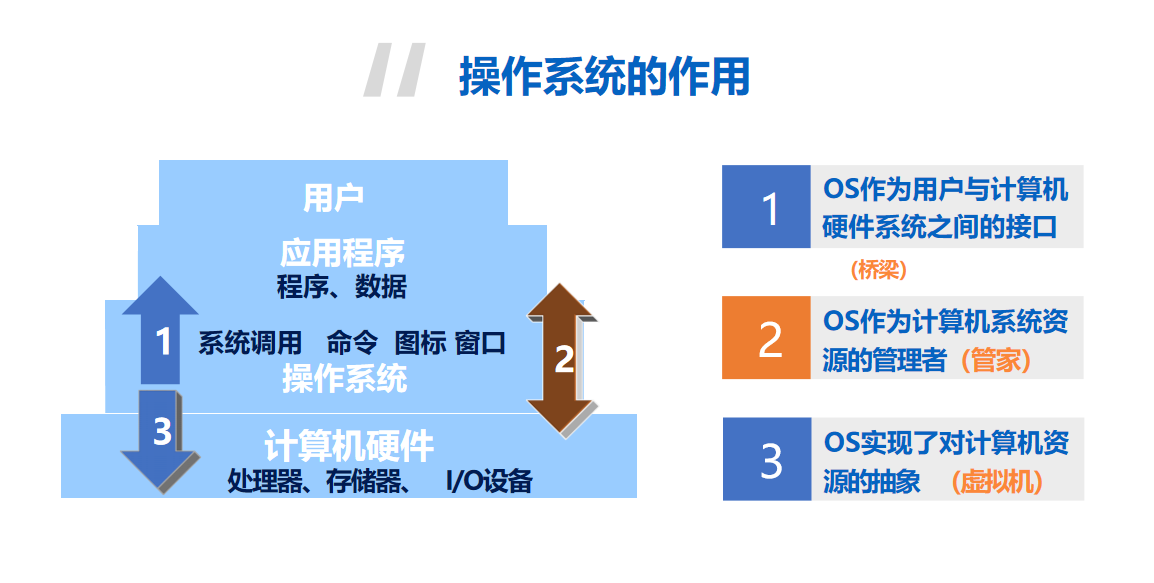 操作系统的作用
用户
应用程序
程序、数据
1
系统调用 命令 图标 窗口
2
操作系统
3
计算机硬件
处理器、存储器、 I/O设备
1
OS作为用户与计算机
硬件系统之间的接口
（桥梁）
2
OS作为计算机系统资
源的管理者（管家）
3
OS实现了对计算机资
源的抽象 （虚拟机）